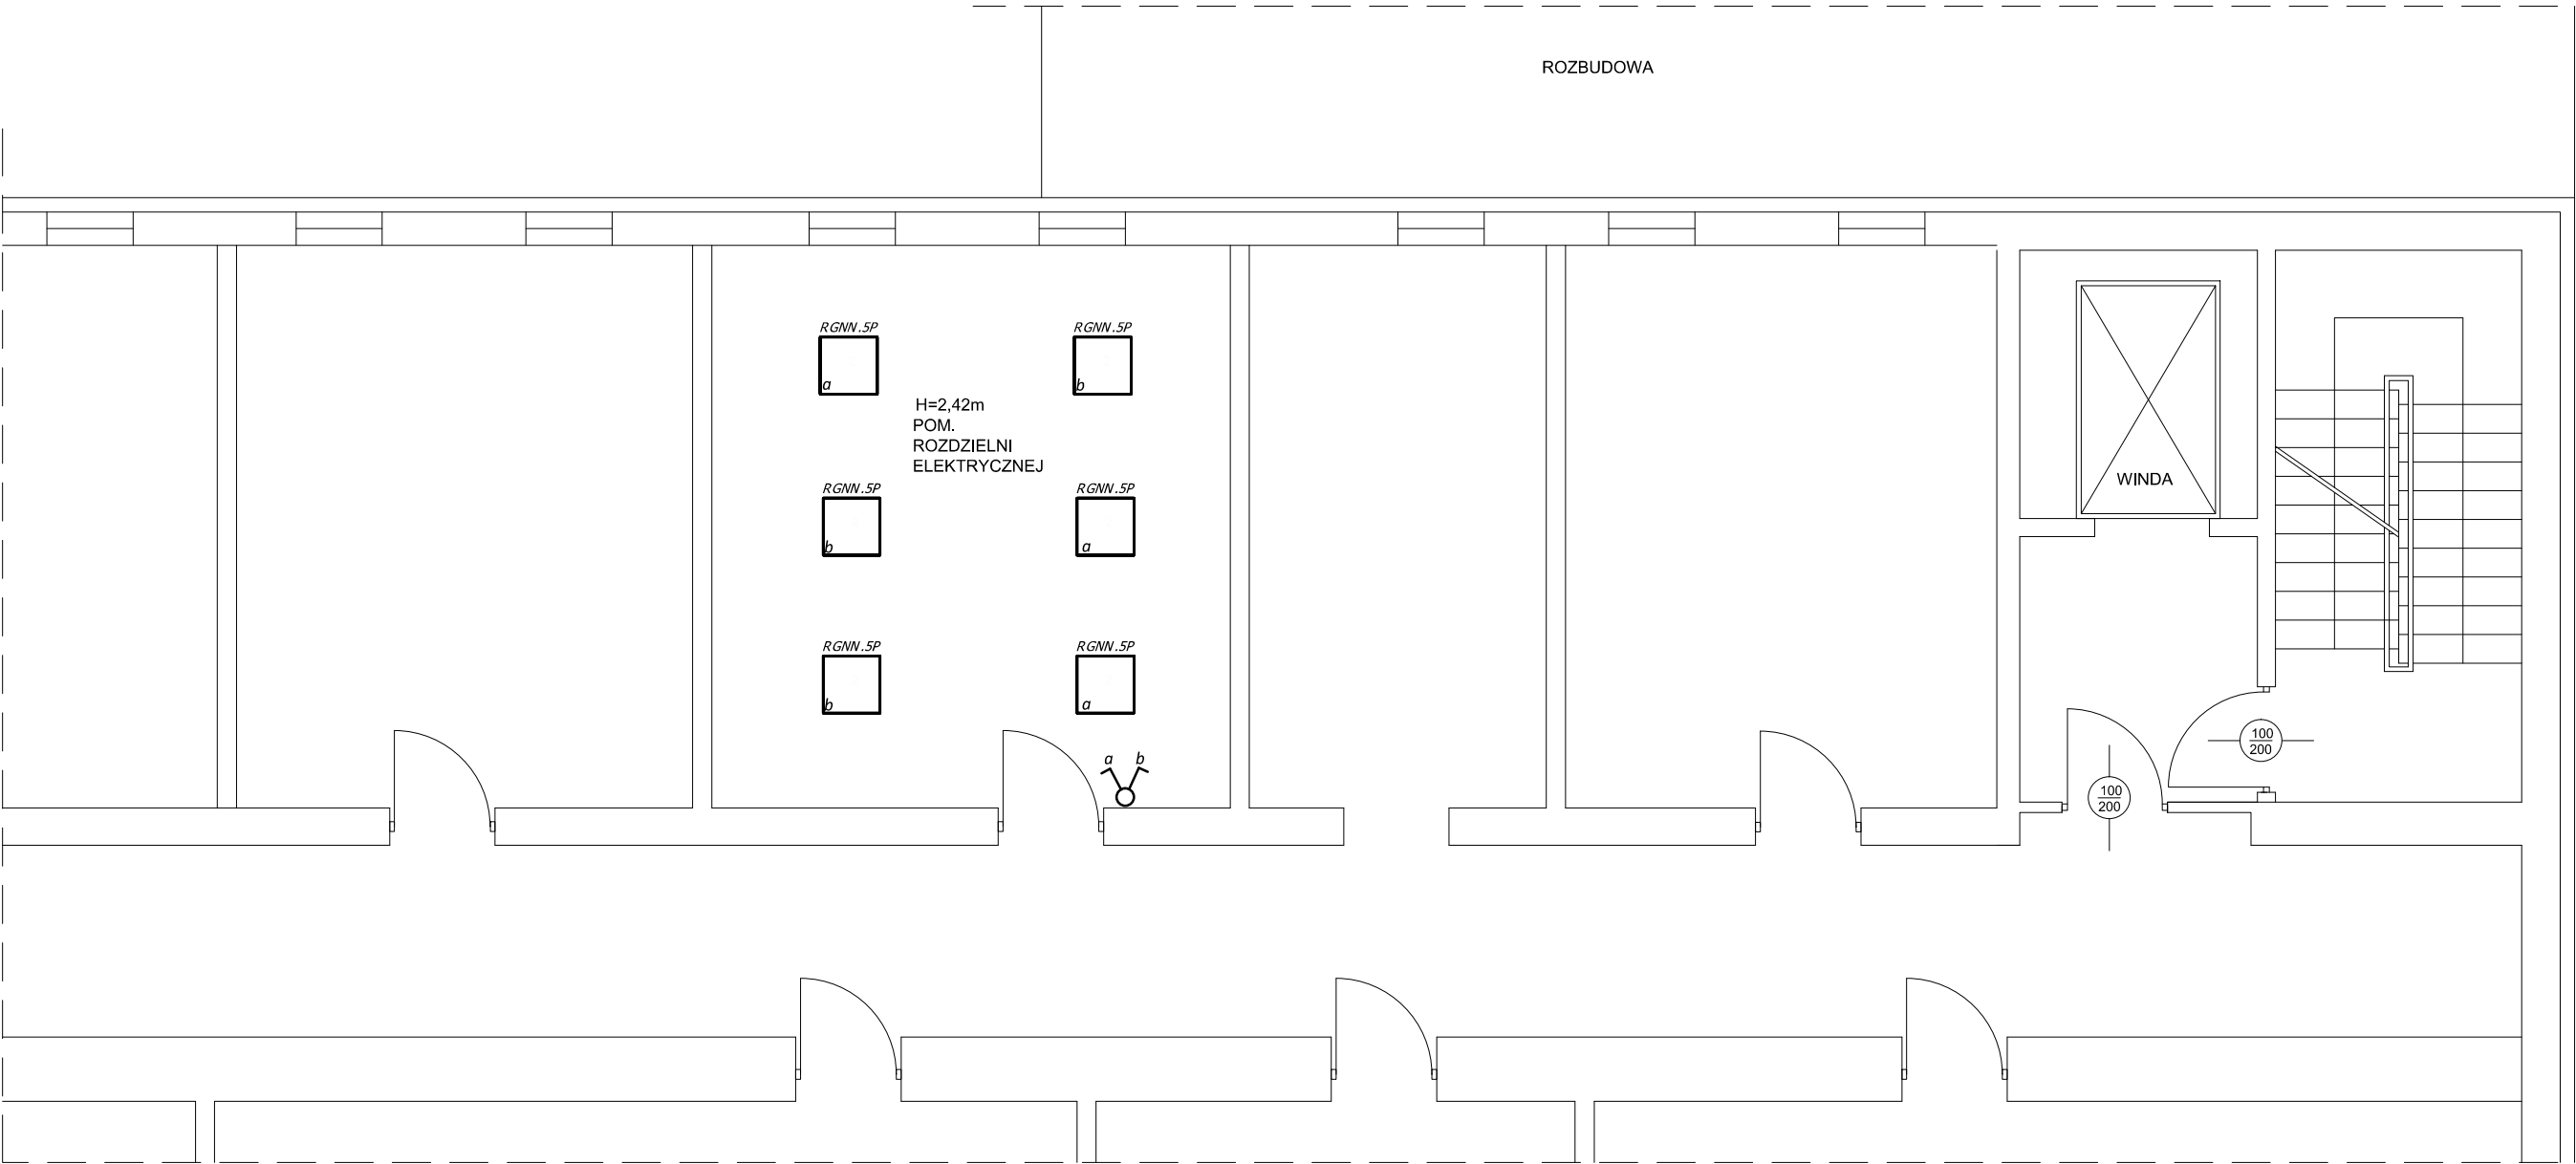 ROZBUDOWA
RGNN.5P
a
RGNN.5P
b
H=2,42m
POM.
ROZDZIELNI
ELEKTRYCZNEJ
RGNN.5P
b
RGNN.5P
a
WINDA
RGNN.5P
b
RGNN.5P
a
a b
100
200
100
200